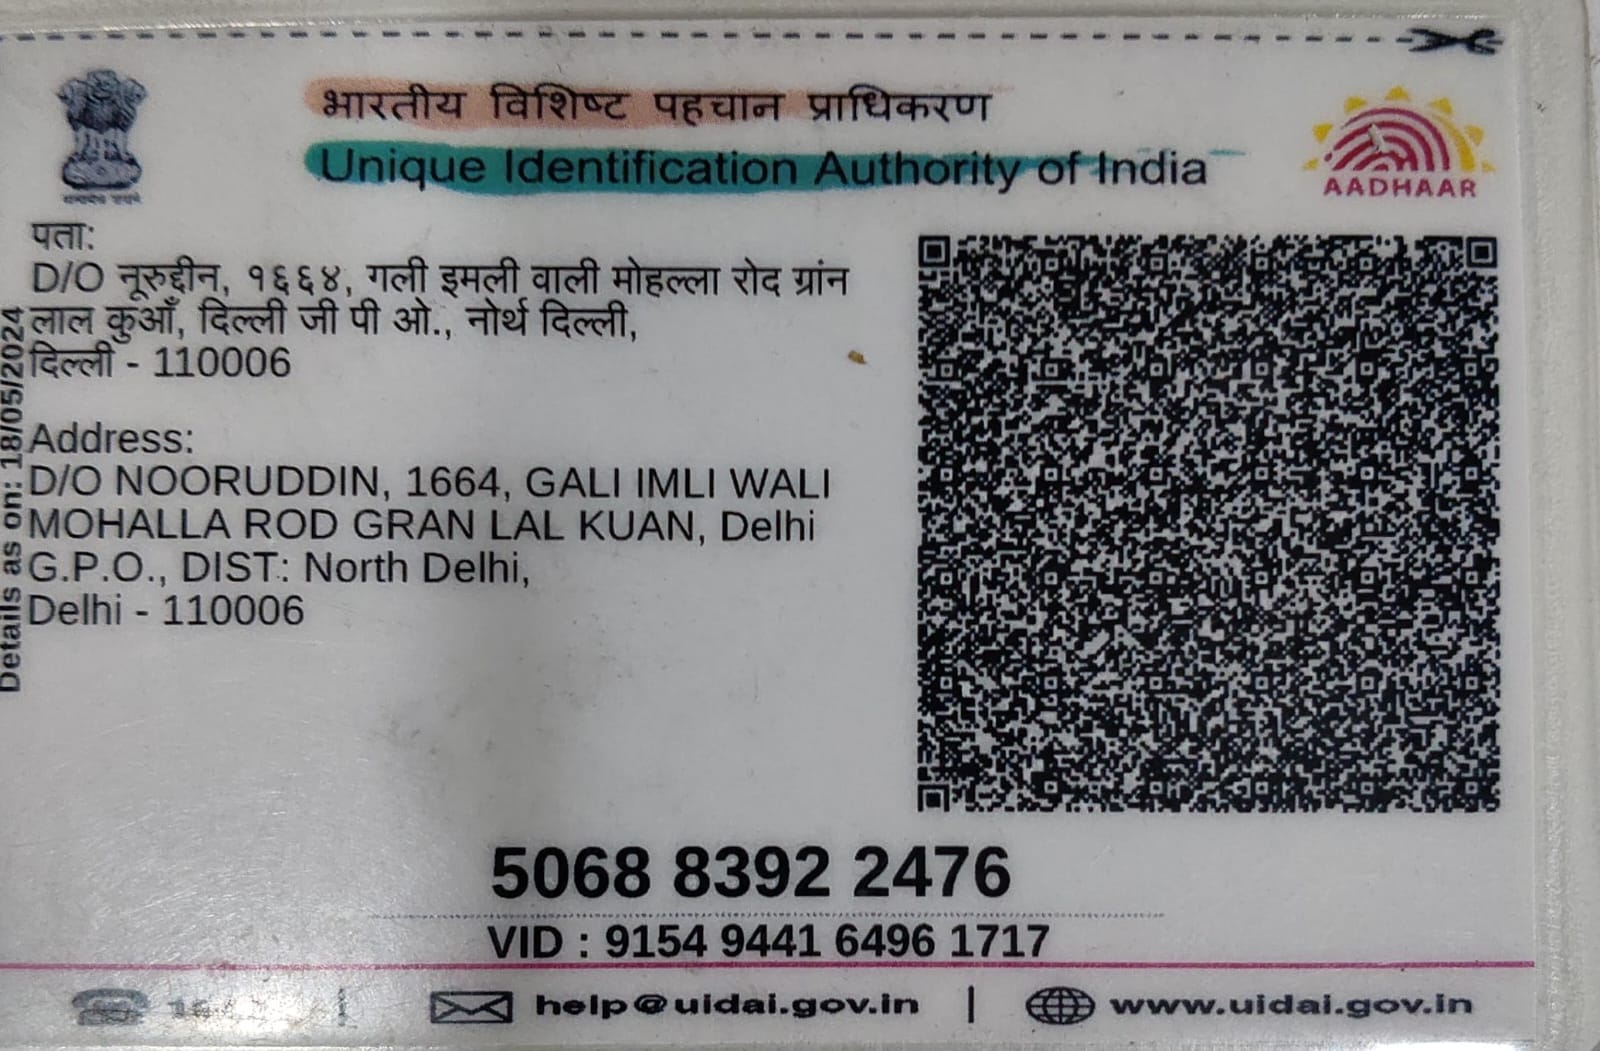 भारतीय विशिष्ट पहचान प्राधिकरण
Unique Identification Authority of India
AADHAAR
पता:
D/O नूरुद्दीन, १६६४, गली इमली वाली मोहल्ला रोद ग्रांन
लाल कुआँ, दिल्ली जी पी ओ., नोर्थ दिल्ली,
दिल्ली - 110006
Address:
D/O NOORUDDIN, 1664, GALI IMLI WALI
MOHALLA ROD GRAN LAL KUAN, Delhi
G.P.O., DIST: North Delhi,
Delhi - 110006
Details as on: 18/05/2024
5068 8392 2476
VID : 9154 9441 6496 1717
help@uidai.gov.in | www.uidai.gov.in